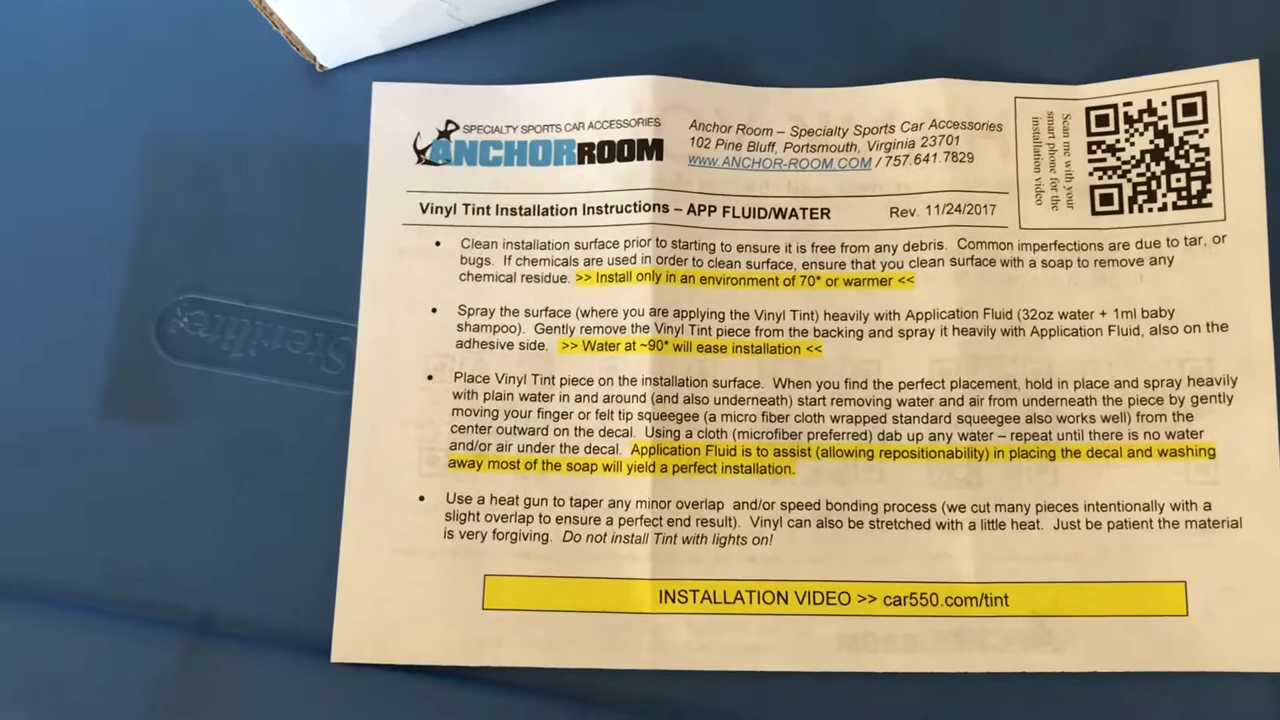 SPECIALTY SPORTS CAR ACCESSORIES
ANCHORROOM
Anchor Room – Specialty Sports Car Accessories
102 Pine Bluff, Portsmouth, Virginia 23701
www.ANCHOR-ROOM.COM / 757.641.7829
Scan me with your
smart phone for the
installation video
Vinyl Tint Installation Instructions – APP FLUID/WATER Rev. 11/24/2017
• Clean installation surface prior to starting to ensure it is free from any debris. Common imperfections are due to tar, or
bugs. If chemicals are used in order to clean surface, ensure that you clean surface with a soap to remove any
chemical residue. >> Install only in an environment of 70* or warmer <<
• Spray the surface (where you are applying the Vinyl Tint) heavily with Application Fluid (32oz water + 1ml baby
shampoo). Gently remove the Vinyl Tint piece from the backing and spray it heavily with Application Fluid, also on the
adhesive side. >> Water at ~90* will ease installation <<
• Place Vinyl Tint piece on the installation surface. When you find the perfect placement, hold in place and spray heavily
with plain water in and around (and also underneath) start removing water and air from underneath the piece by gently
moving your finger or felt tip squeegee (a micro fiber cloth wrapped standard squeegee also works well) from the
center outward on the decal. Using a cloth (microfiber preferred) dab up any water – repeat until there is no water
and/or air under the decal. Application Fluid is to assist (allowing repositionability) in placing the decal and washing
away most of the soap will yield a perfect installation.
• Use a heat gun to taper any minor overlap and/or speed bonding process (we cut many pieces intentionally with a
slight overlap to ensure a perfect end result). Vinyl can also be stretched with a little heat. Just be patient the material
is very forgiving. Do not install Tint with lights on!
INSTALLATION VIDEO >> car550.com/tint
Sterilite